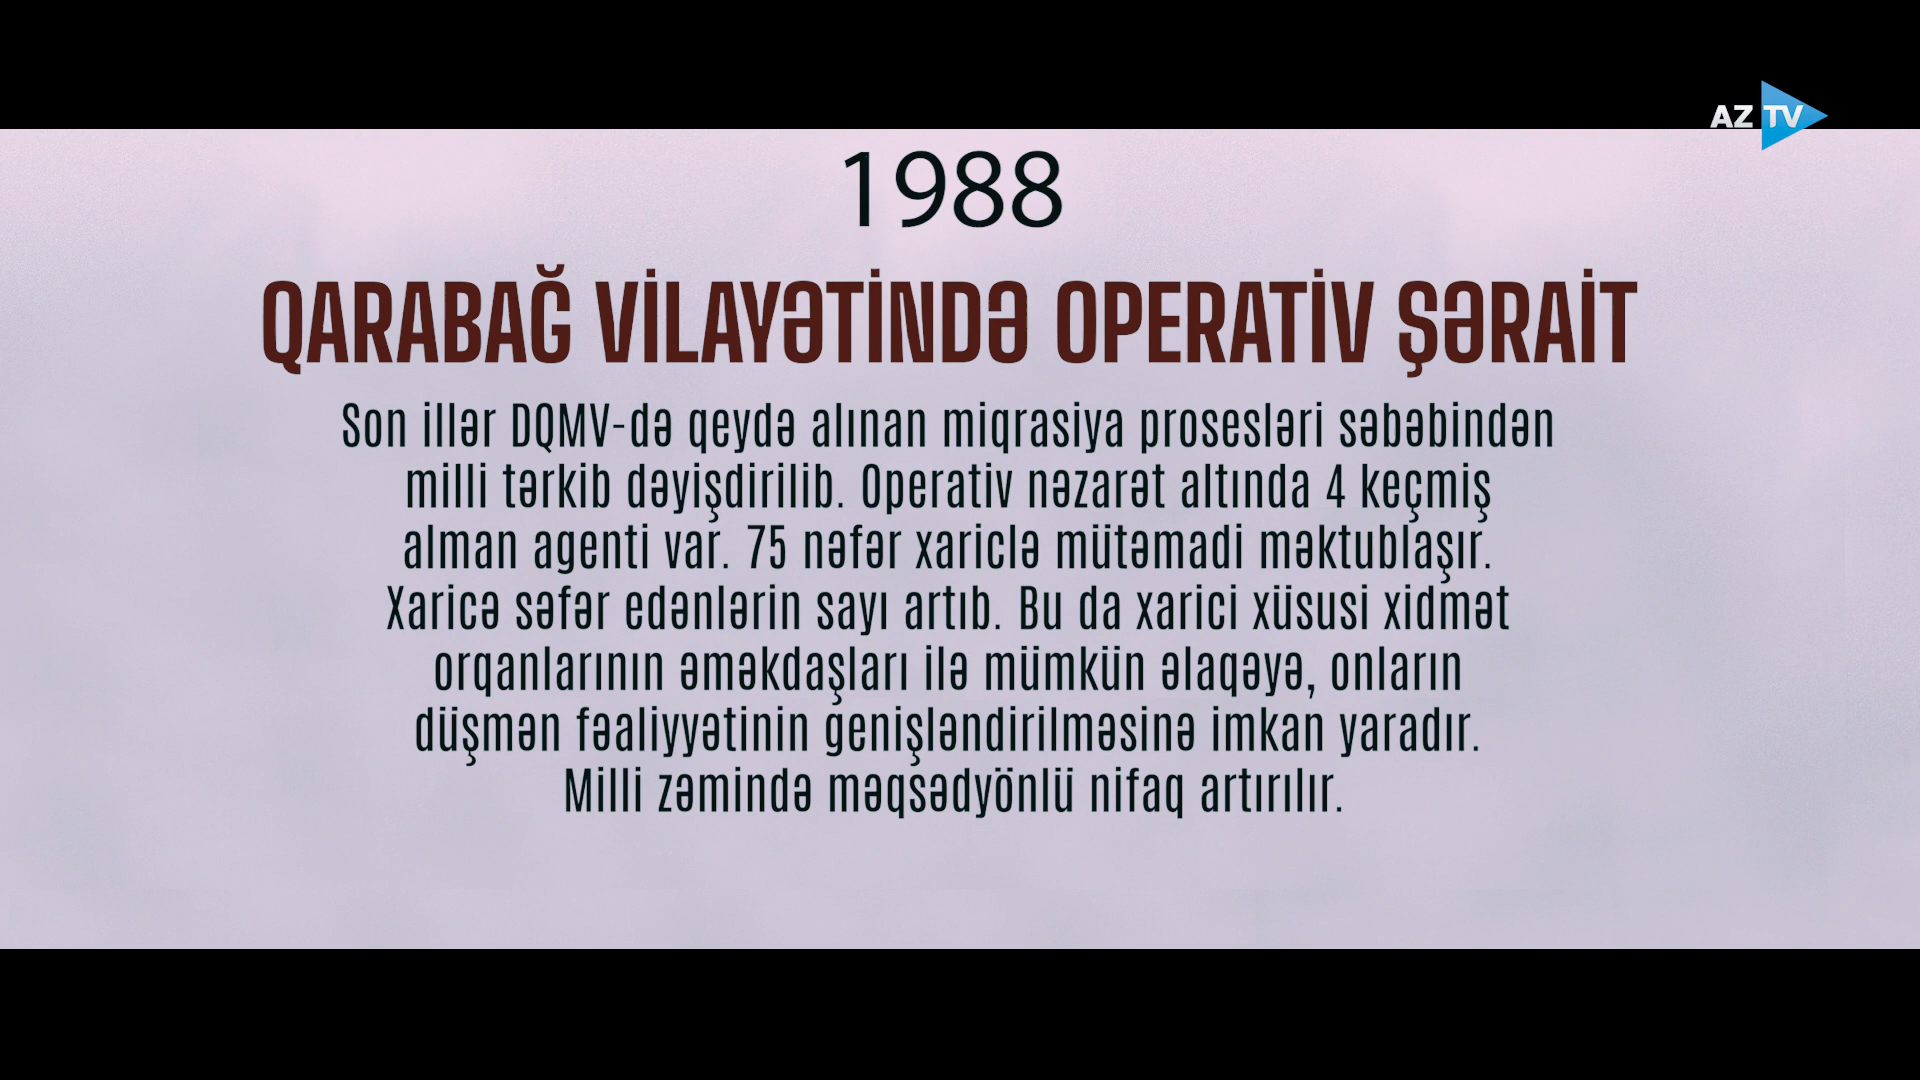 AZ TV
1988
QARABAĞ VİLAYƏTİNDƏ OPERATİV ŞƏRAİT
Son illər DQMV-də qeydə alınan miqrasiya prosesləri səbəbindən
milli tərkib dəyişdirilib. Operativ nəzarət altında 4 keçmiş
alman agenti var. 75 nəfər xariclə mütəmadi məktublaşır.
Xaricə səfər edənlərin sayı artıb. Bu da xarici xüsusi xidmət
orqanlarının əməkdaşları ilə mümkün əlaqəyə, onların
düşmən fəaliyyətinin genişləndirilməsinə imkan yaradır.
Milli zəmində məqsədyönlü nifaq artırılır.